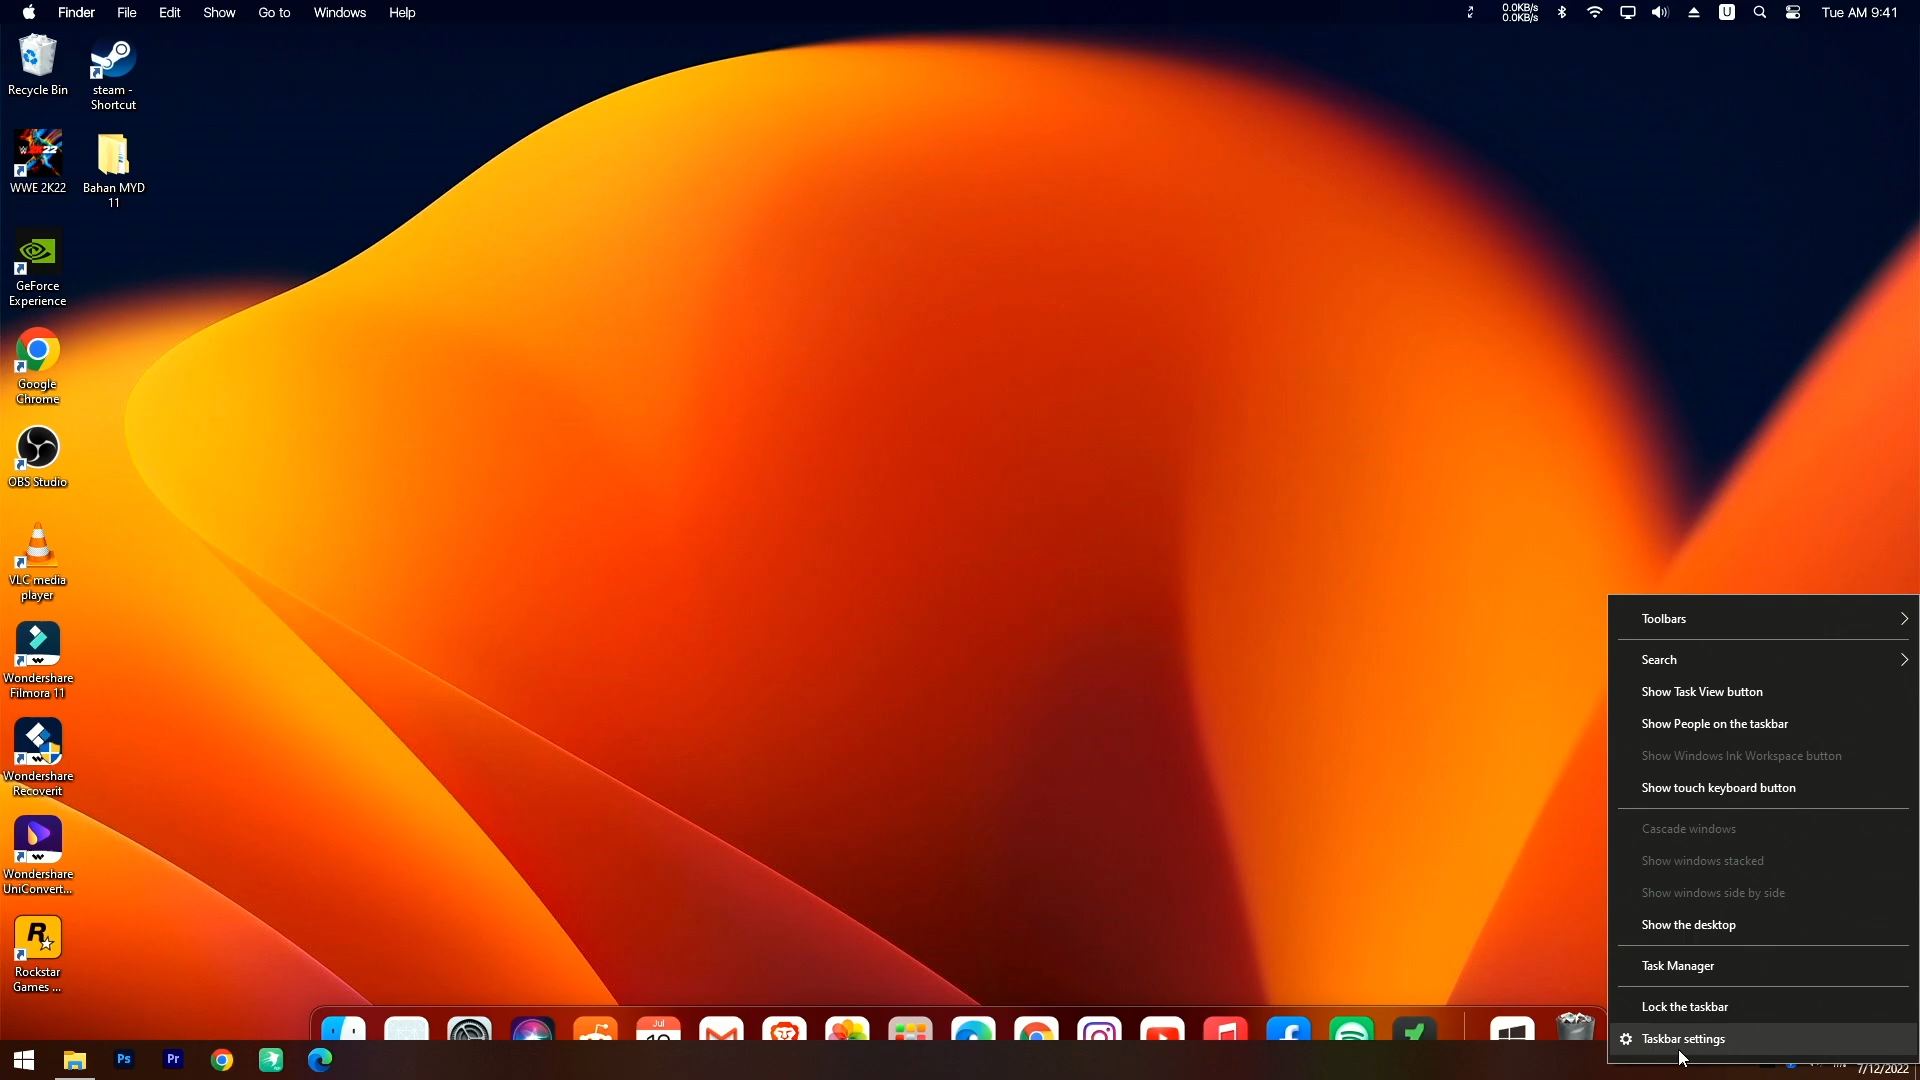 Finder File Edit Show Go to Windows Help
0.0KB/s
0.0KB/s
U
Tue AM 9:41
Recycle Bin
steam -
Shortcut
WWE 2K22
Bahan MYD
11
GeForce
Experience
Google
Chrome
OBS Studio
VLC media
player
Wondershare
Filmora 11
Wondershare
Recoverit
Wondershare
UniConvert...
Rockstar
Games ...
Toolbars
Search
Show Task View button
Show People on the taskbar
Show Windows Ink Workspace button
Show touch keyboard button
Cascade windows
Show windows stacked
Show windows side by side
Show the desktop
Task Manager
Lock the taskbar
Taskbar settings
Jul
Ps
Pr
7/12/2022